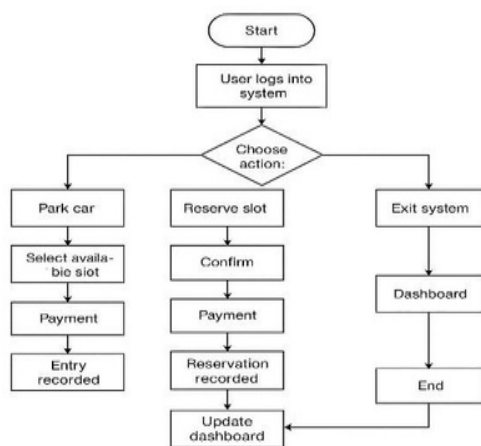 Start
User logs into
system
Choose
action:
Park car
Select availa-
bie slot
Payment
Entry
recorded
Reserve slot
Confirm
Payment
Reservation
recorded
Update
dashboard
Exit system
Dashboard
End